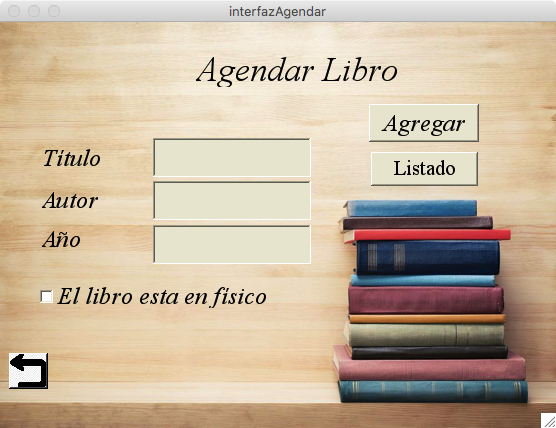 interfazAgendar
Agendar Libro
Agregar
Listado
Título
Autor
Año
El libro esta en físico